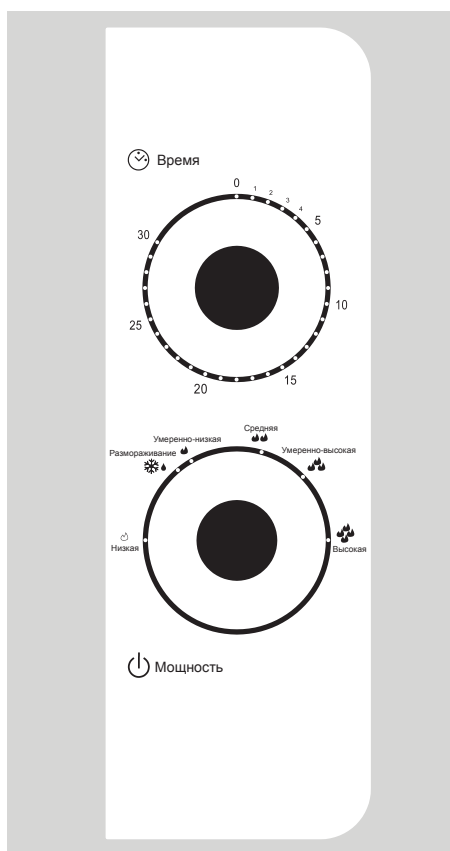 Время
0
1
2
3
4
5
30
10
25
15
20
Средняя
Умеренно-низкая
Умеренно-высокая
Размораживание
Низкая
Высокая
Мощность